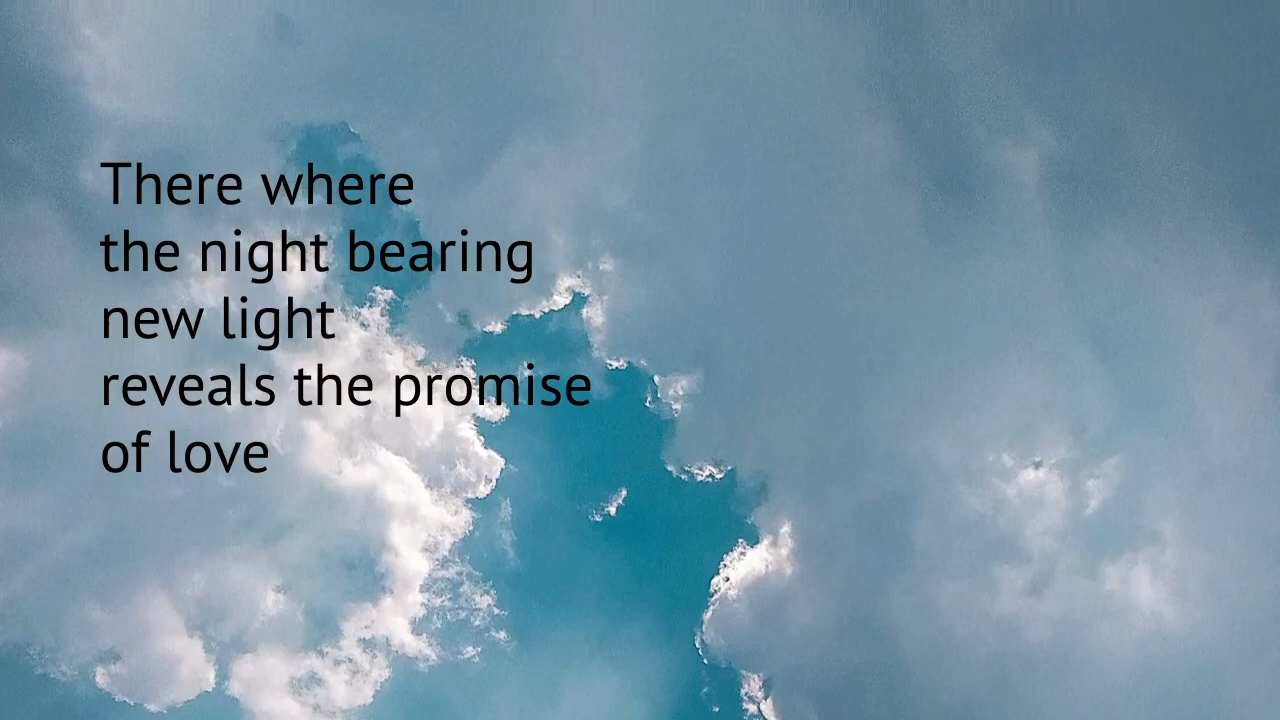 There where
the night bearing
new light
reveals the promise
of love